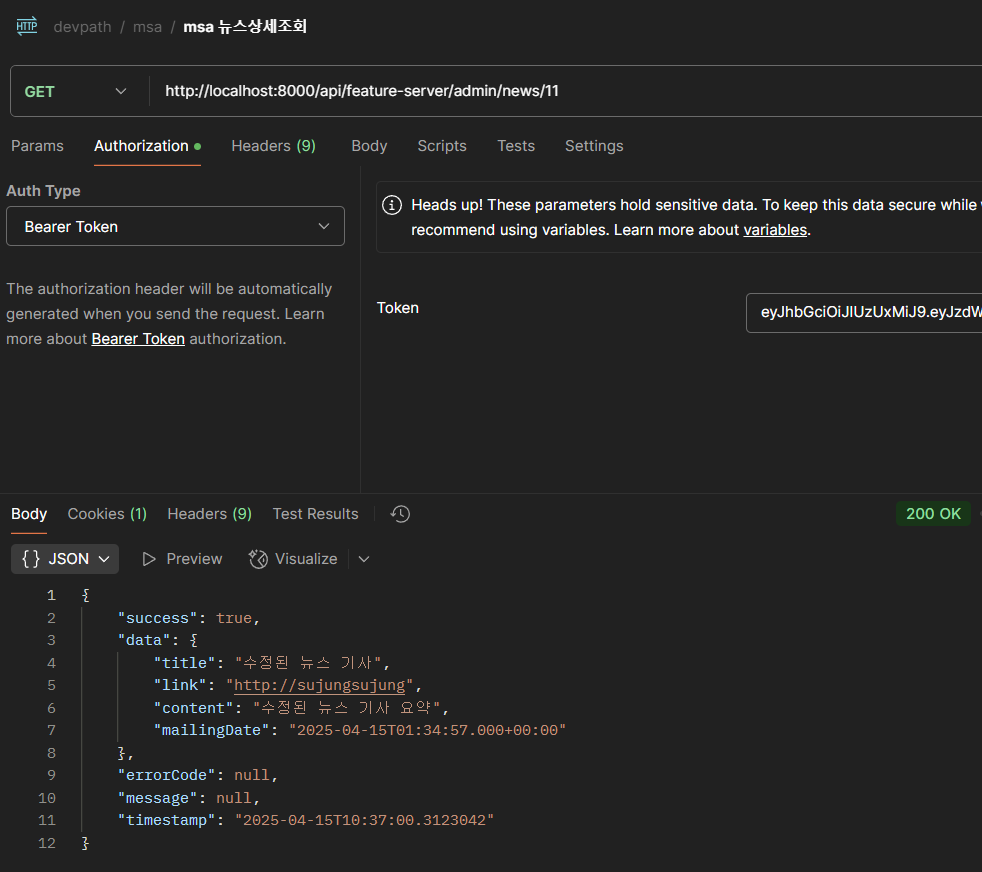 HTTP devpath / msa / msa 뉴스상세조회
GET http://localhost:8000/api/feature-server/admin/news/11
Params Authorization Headers (9) Body Scripts Tests Settings
Auth Type
Bearer Token
The authorization header will be automatically
generated when you send the request. Learn
more about Bearer Token authorization.
Heads up! These parameters hold sensitive data. To keep this data secure while
recommend using variables. Learn more about variables.
Token eyJhbGciOiJIUzUxMiJ9.eyJzdW
Body Cookies (1) Headers (9) Test Results 200 OK
{} JSON Preview Visualize
1 {
2 "success": true,
3 "data": {
4 "title": "수정된 뉴스 기사",
5 "link": "http://sujungsujung",
6 "content": "수정된 뉴스 기사 요약",
7 "mailingDate": "2025-04-15T01:34:57.000+00:00"
8 },
9 "errorCode": null,
10 "message": null,
11 "timestamp": "2025-04-15T10:37:00.3123042"
12 }